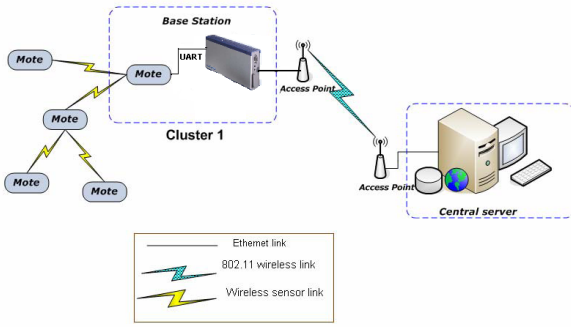 Base Station
Mote
Mote
UART
Access Point
Mote
Cluster 1
Mote
Mote
Access Point
Central server
Ethernet link
802.11 wireless link
Wireless sensor link